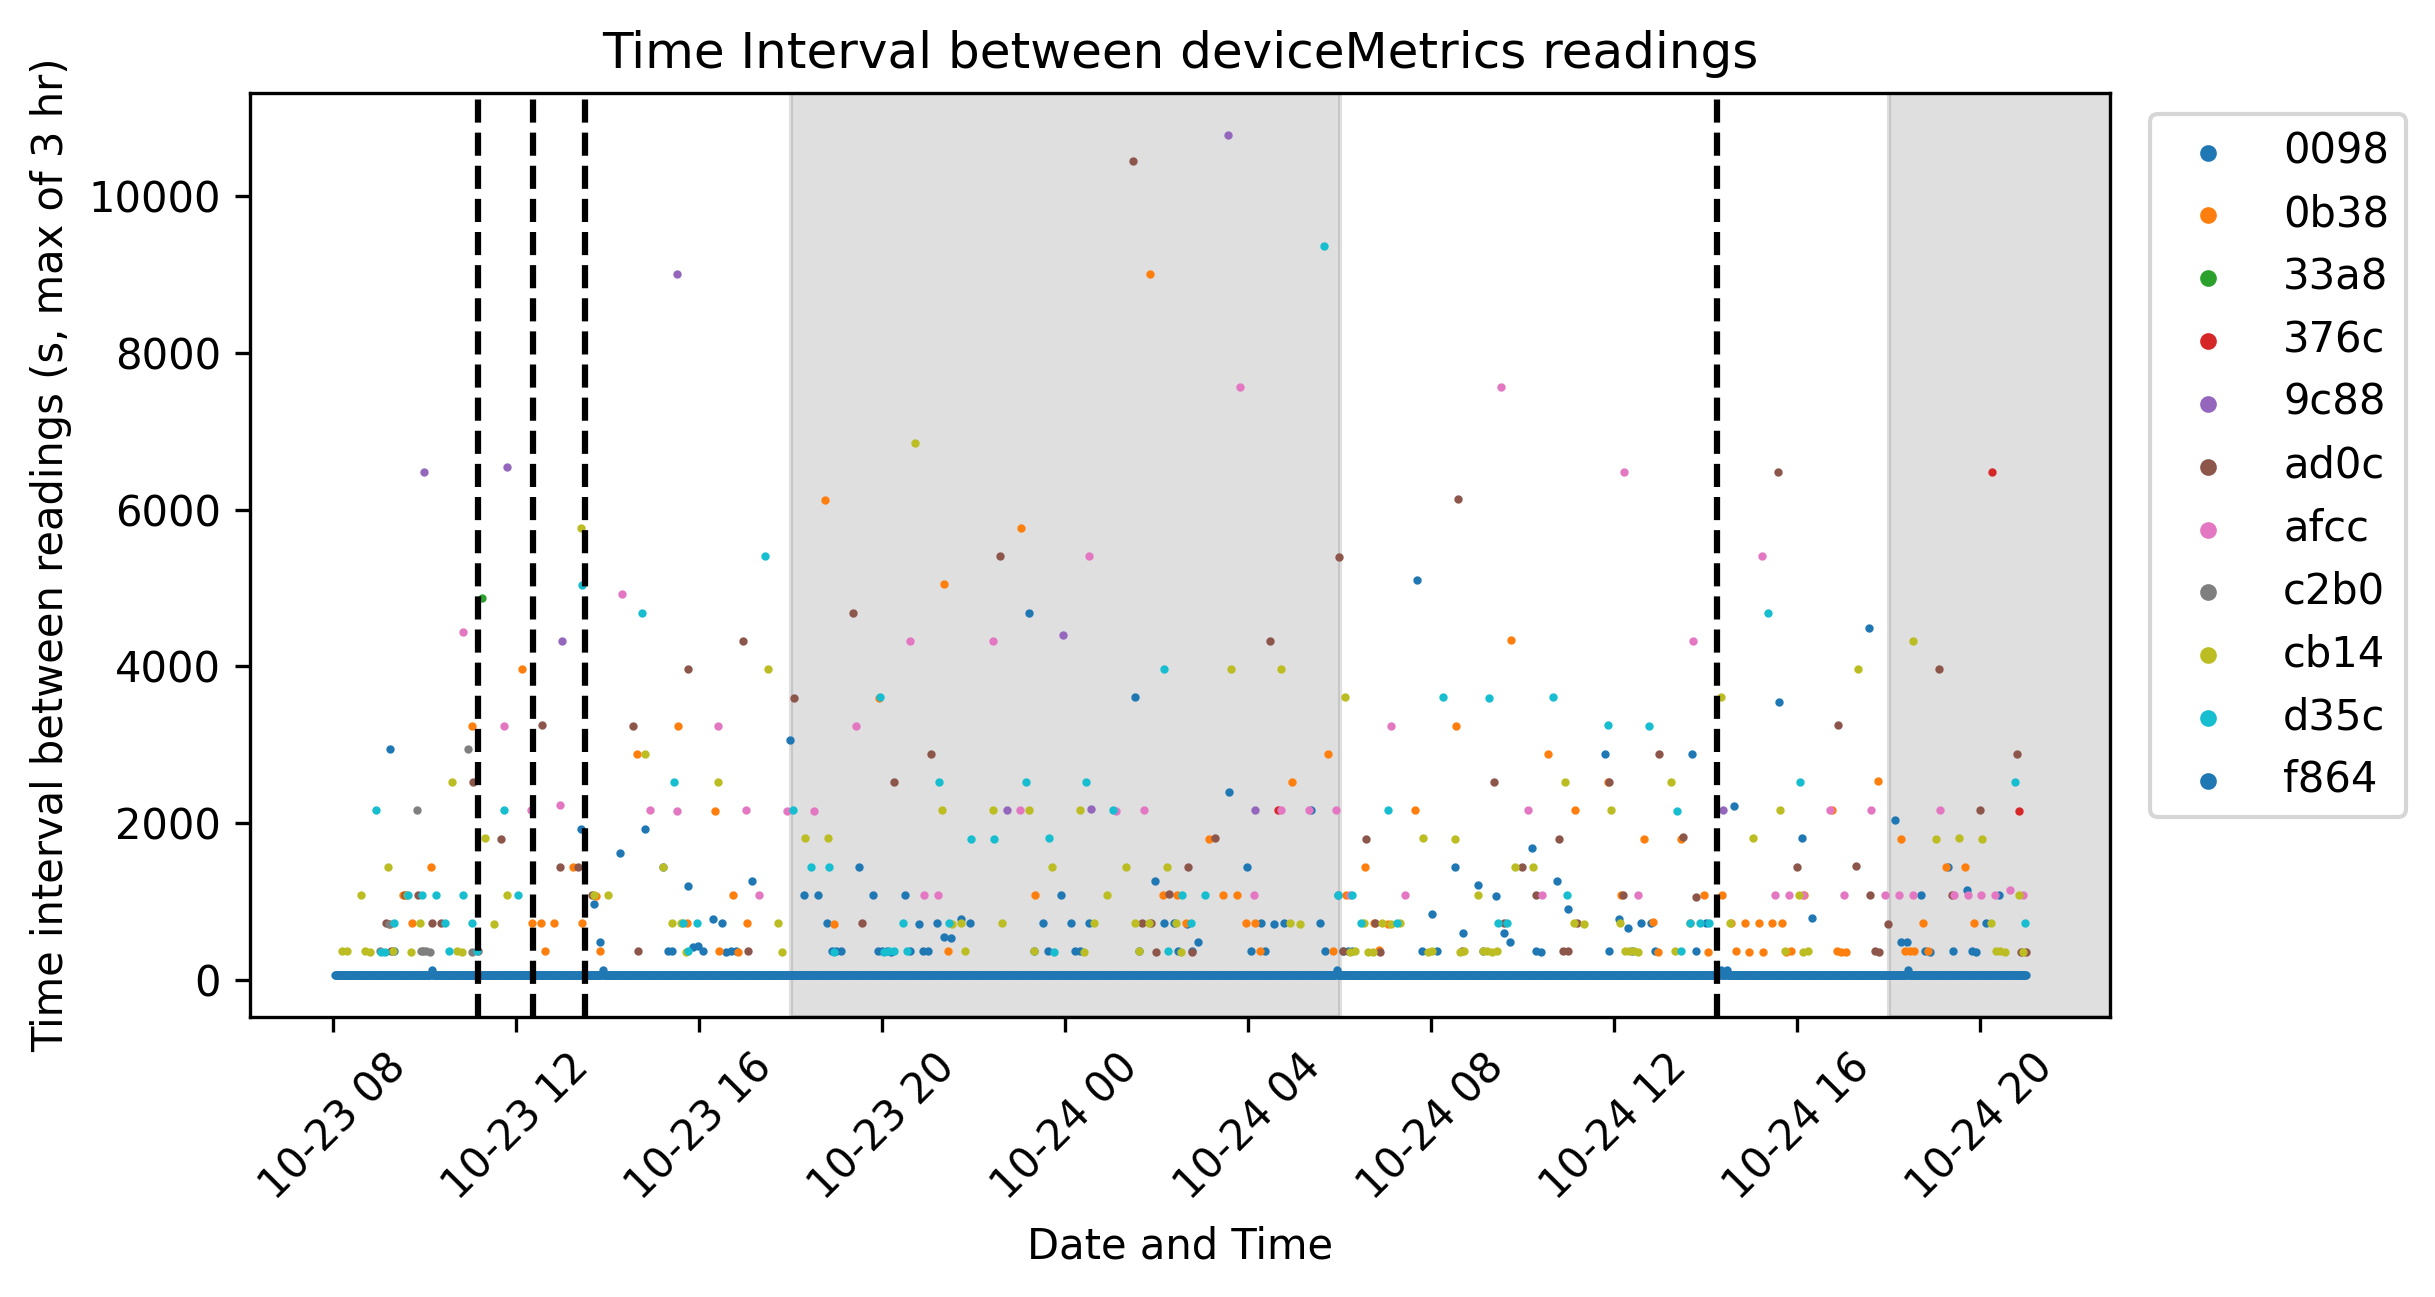 Time Interval between deviceMetrics readings
Time interval between readings (s, max of 3 hr)
10000
8000
6000
4000
2000
0
10-23 08
10-23 12
10-23 16
10-23 20
10-24 00
10-24 04
10-24 08
10-24 12
10-24 16
10-24 20
Date and Time
0098
0b38
33a8
376c
9c88
ad0c
afcc
c2b0
cb14
d35c
f864